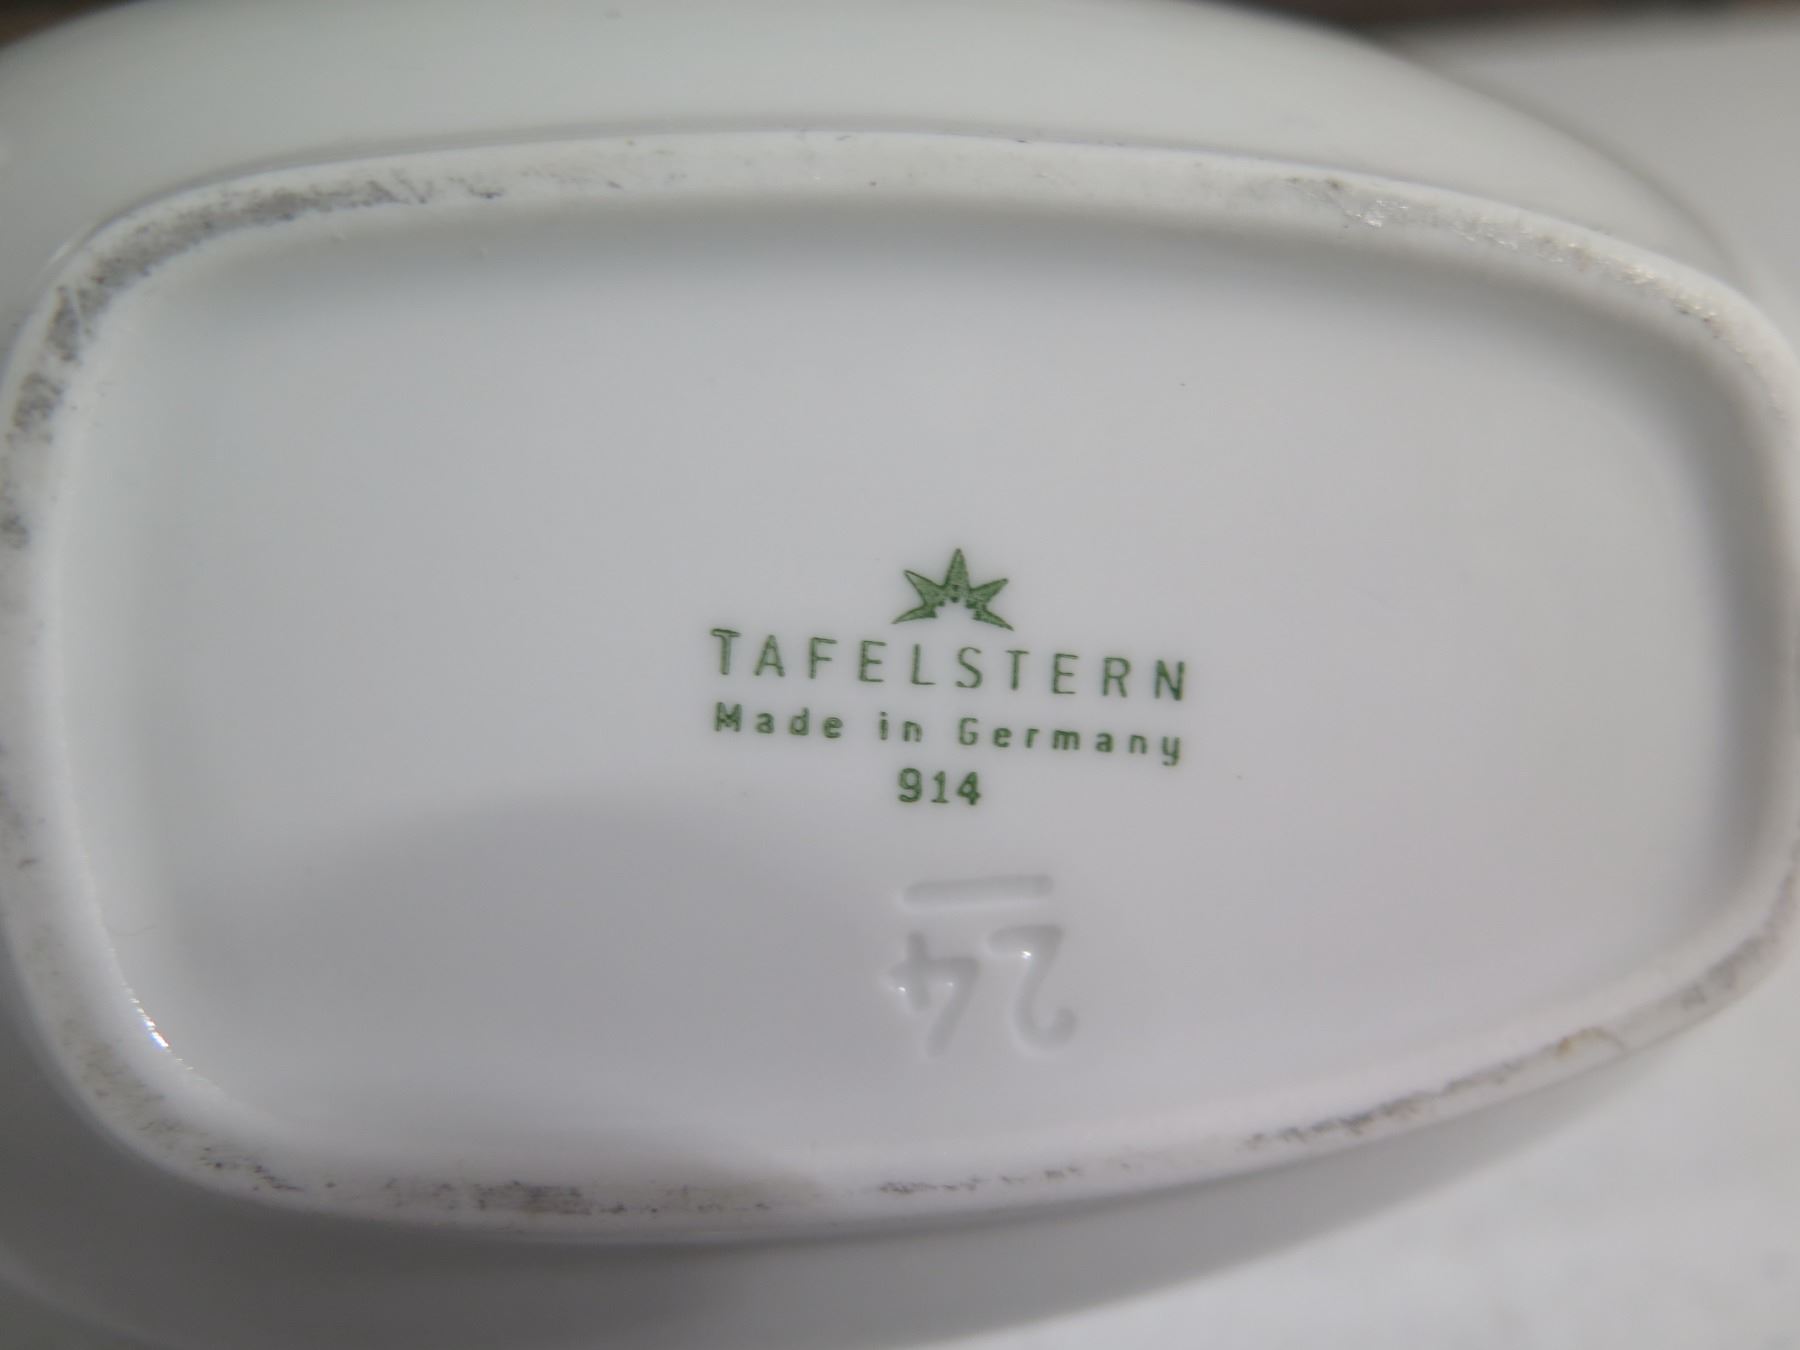 TAFELSTERN
Made in Germany
914
24